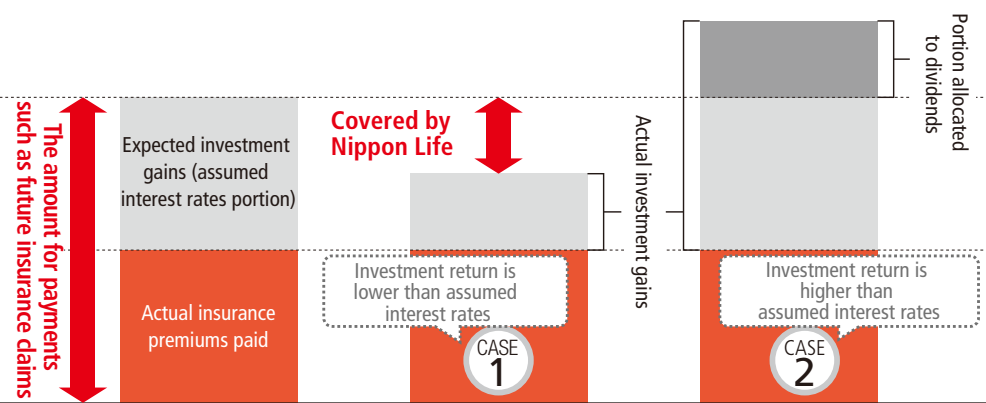 The amount for payments
such as future insurance claims
Expected investment
gains (assumed
interest rates portion)
Actual insurance
premiums paid
Covered by
Nippon Life
Investment return is
lower than assumed
interest rates
CASE
1
Actual investment gains
Investment return is
higher than
assumed interest rates
CASE
2
Portion allocated
to dividends